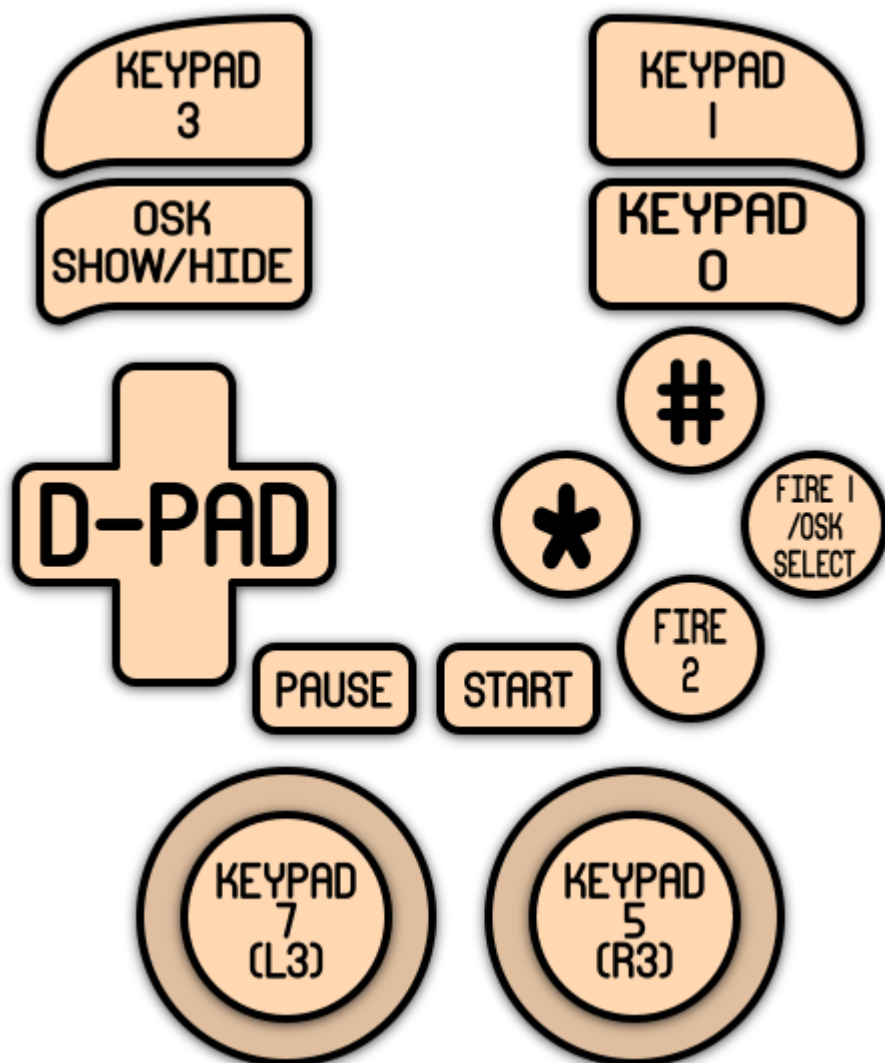 KEYPAD
3
KEYPAD
1
OSK
SHOW/HIDE
KEYPAD
0
#
D-PAD
*
FIRE 1
/OSK
SELECT
FIRE
2
PAUSE
START
KEYPAD
7
(L3)
KEYPAD
5
(R3)